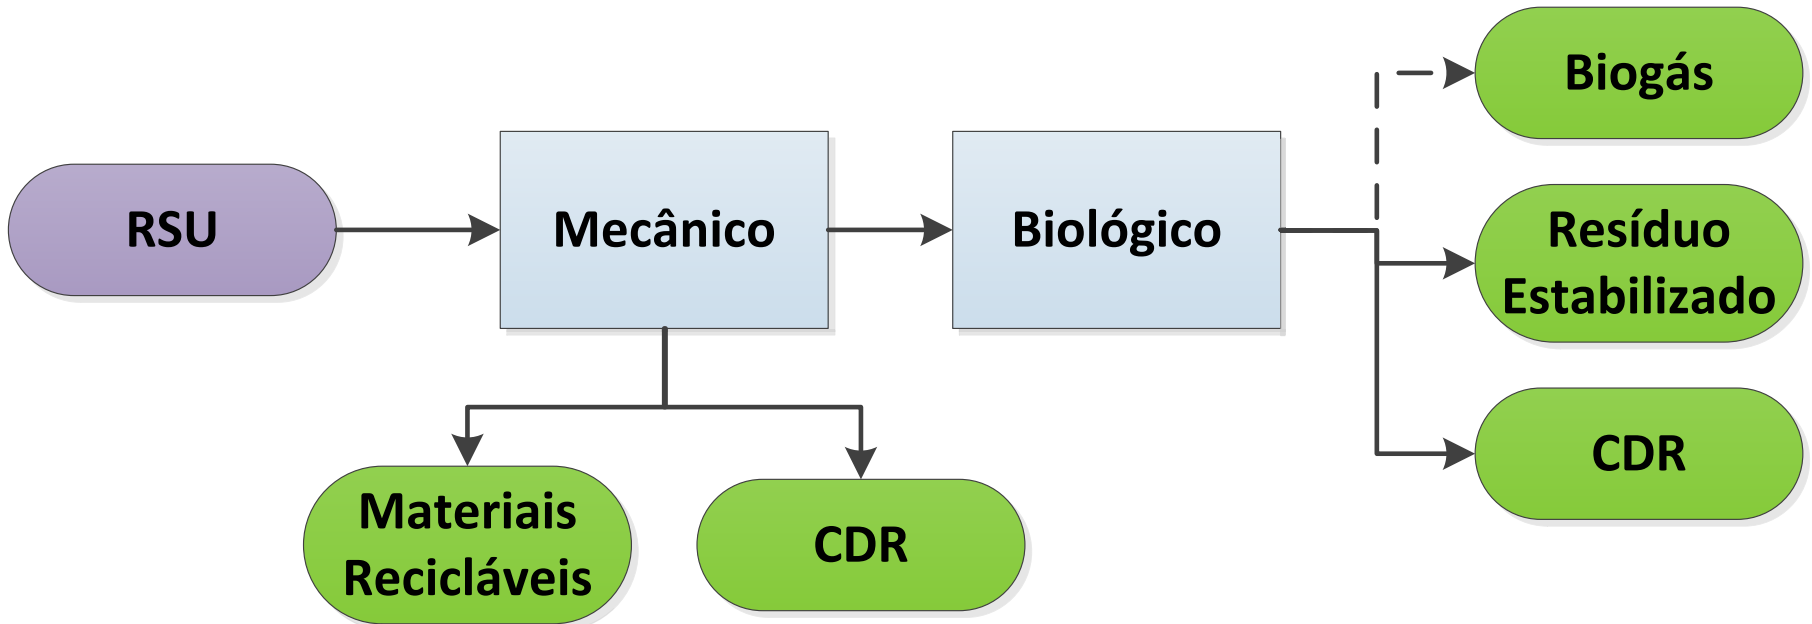 RSU
Mecânico
Biológico
Biogás
Resíduo
Estabilizado
CDR
Materiais
Recicláveis
CDR